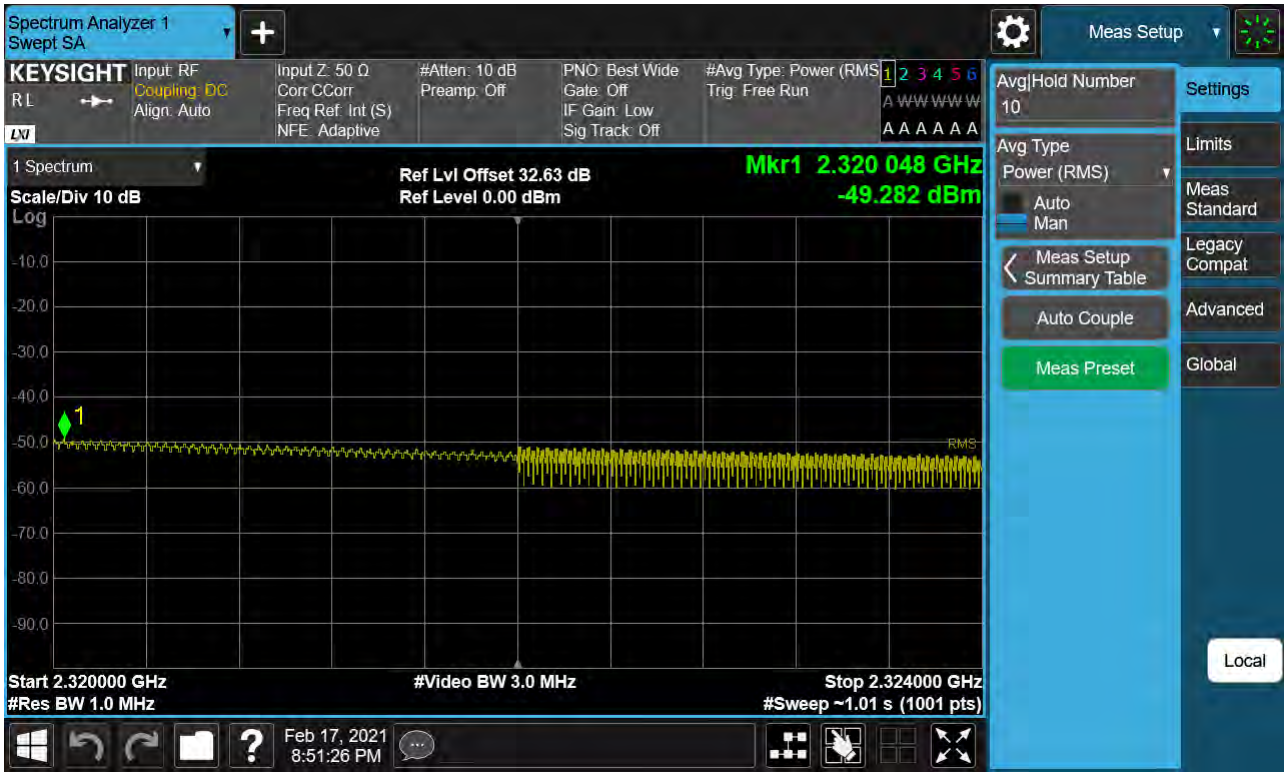 Spectrum Analyzer 1
Swept SA
+
Meas Setup
KEYSIGHT
RL
LXI
Input: RF
Coupling: DC
Align: Auto
Input Z: 50 Ω
Corr CCorr
Freq Ref: Int (S)
NFE: Adaptive
#Atten: 10 dB
Preamp: Off
PNO: Best Wide
Gate: Off
IF Gain: Low
Sig Track: Off
#Avg Type: Power (RMS
Trig: Free Run
1 2 3 4 5 6
A W W W W W
A A A A A A
1 Spectrum
Scale/Div 10 dB
Log
Ref Lvl Offset 32.63 dB
Ref Level 0.00 dBm
Mkr1 2.320 048 GHz
-49.282 dBm
-10.0
-20.0
-30.0
-40.0
1
-50.0
RMS
-60.0
-70.0
-80.0
-90.0
Start 2.320000 GHz
#Res BW 1.0 MHz
#Video BW 3.0 MHz
Stop 2.324000 GHz
#Sweep ~1.01 s (1001 pts)
Avg|Hold Number
10
Avg Type
Power (RMS)
Auto
Man
Meas Setup
Summary Table
Auto Couple
Meas Preset
Settings
Limits
Meas
Standard
Legacy
Compat
Advanced
Global
Local
?
Feb 17, 2021
8:51:26 PM